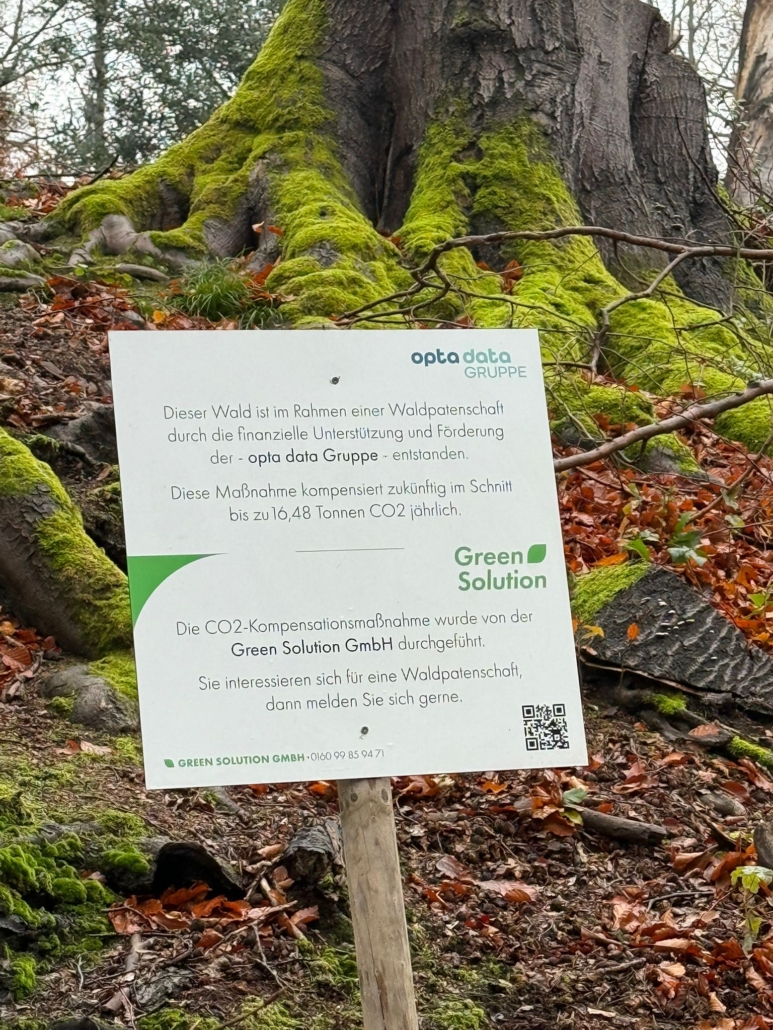 opta data
GRUPPE
Dieser Wald ist im Rahmen einer Waldpatenschaft
durch die finanzielle Unterstützung und Förderung
der - opta data Gruppe - entstanden.
Diese Maßnahme kompensiert zukünftig im Schnitt
bis zu 16,48 Tonnen CO2 jährlich.
Green
Solution
Die CO2-Kompensationsmaßnahme wurde von der
Green Solution GmbH durchgeführt.
Sie interessieren sich für eine Waldpatenschaft,
dann melden Sie sich gerne.
GREEN SOLUTION GMBH • 0160 99 85 94 71